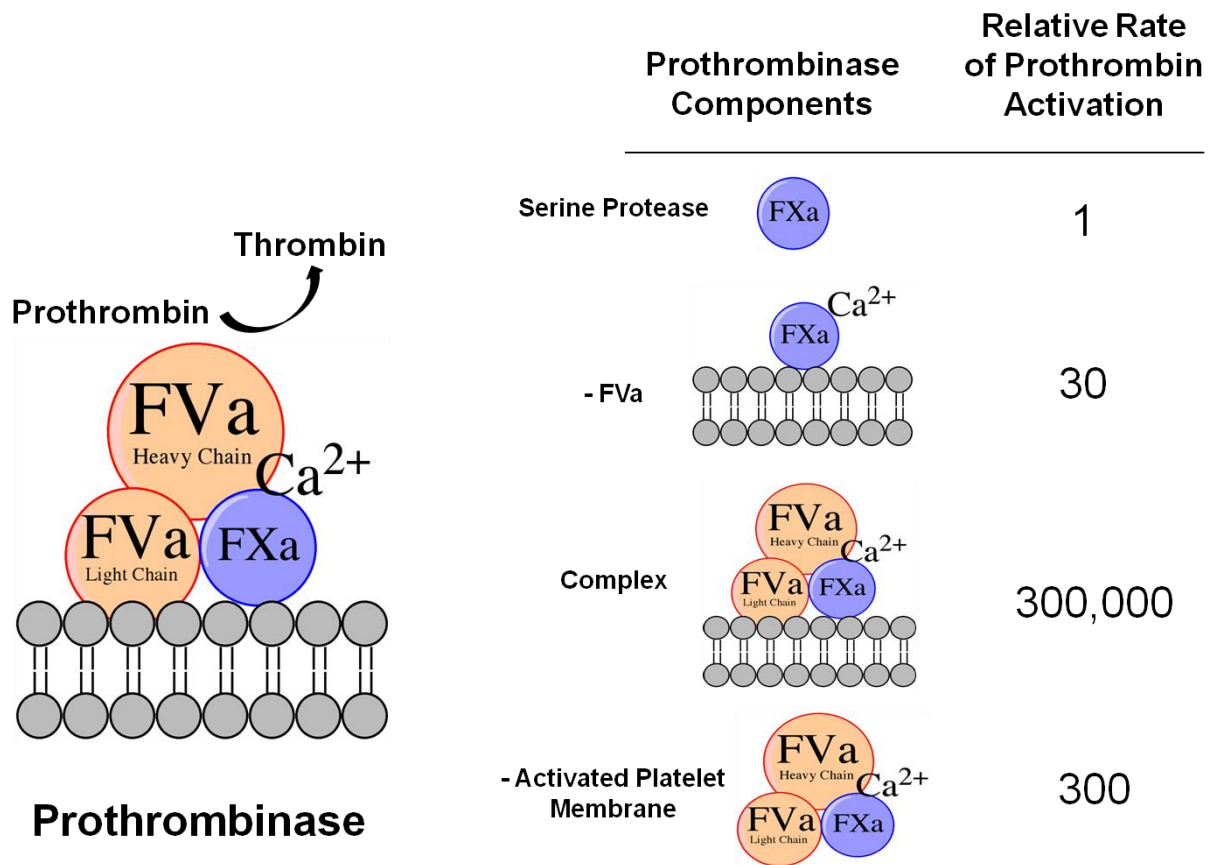 Thrombin
Prothrombin
FVa
Heavy Chain
Ca2+
FVa
Light Chain
FXa
Prothrombinase
Prothrombinase
Components
Relative Rate
of Prothrombin
Activation
Serine Protease
FXa
1
- FVa
FXa
Ca2+
30
Complex
FVa
Heavy Chain
Ca2+
FVa
Light Chain
FXa
300,000
- Activated Platelet
Membrane
FVa
Heavy Chain
Ca2+
FVa
Light Chain
FXa
300